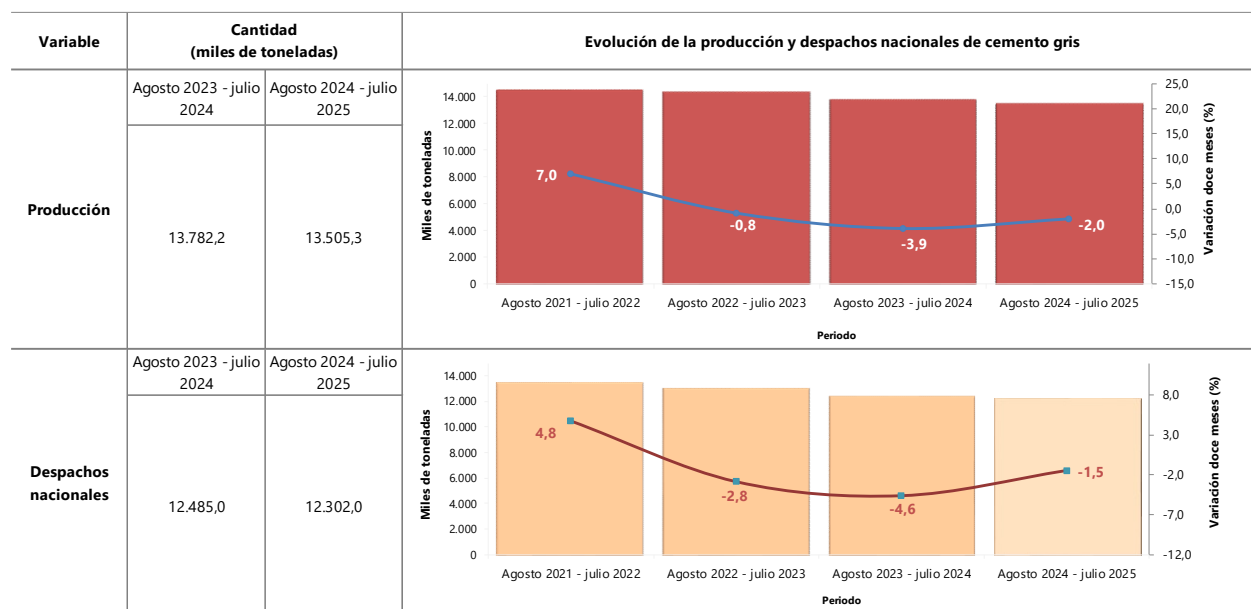 Variable
Cantidad
(miles de toneladas)
Evolución de la producción y despachos nacionales de cemento gris
Producción
Agosto 2023 - julio
2024
Agosto 2024 - julio
2025
13.782,2
13.505,3
Miles de toneladas
14.000
12.000
10.000
8.000
6.000
4.000
2.000
0
7,0
-0,8
-3,9
-2,0
25,0
20,0
15,0
10,0
5,0
0,0
-5,0
-10,0
-15,0
Variación doce meses (%)
Agosto 2021 - julio 2022
Agosto 2022 - julio 2023
Agosto 2023 - julio 2024
Agosto 2024 - julio 2025
Periodo
Despachos
nacionales
Agosto 2023 - julio
2024
Agosto 2024 - julio
2025
12.485,0
12.302,0
Miles de toneladas
14.000
12.000
10.000
8.000
6.000
4.000
2.000
0
4,8
-2,8
-4,6
-1,5
8,0
3,0
-2,0
-7,0
-12,0
Variación doce meses (%)
Agosto 2021 - julio 2022
Agosto 2022 - julio 2023
Agosto 2023 - julio 2024
Agosto 2024 - julio 2025
Periodo